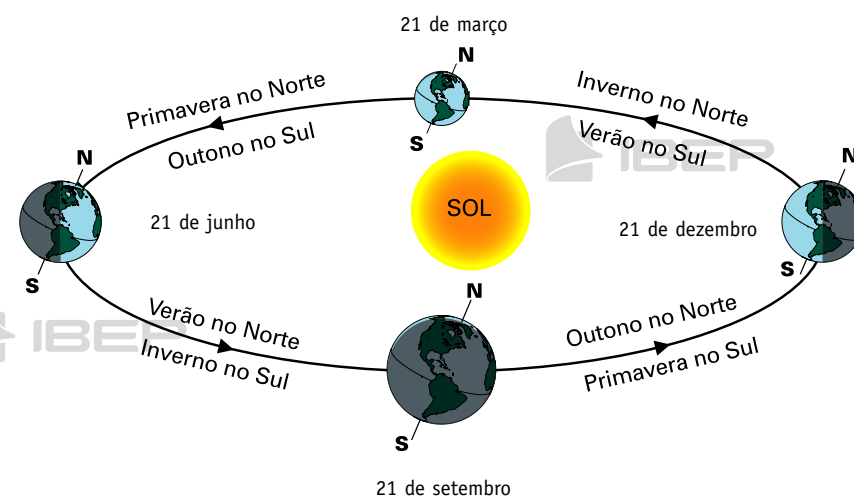 21 de março
N
Primavera no Norte
Outono no Sul
Inverno no Norte
Verão no Sul
S
IBEP
N
N
SOL
21 de junho
21 de dezembro
S
S
N
Verão no Norte
Inverno no Sul
IBEP
Outono no Norte
Primavera no Sul
S
21 de setembro